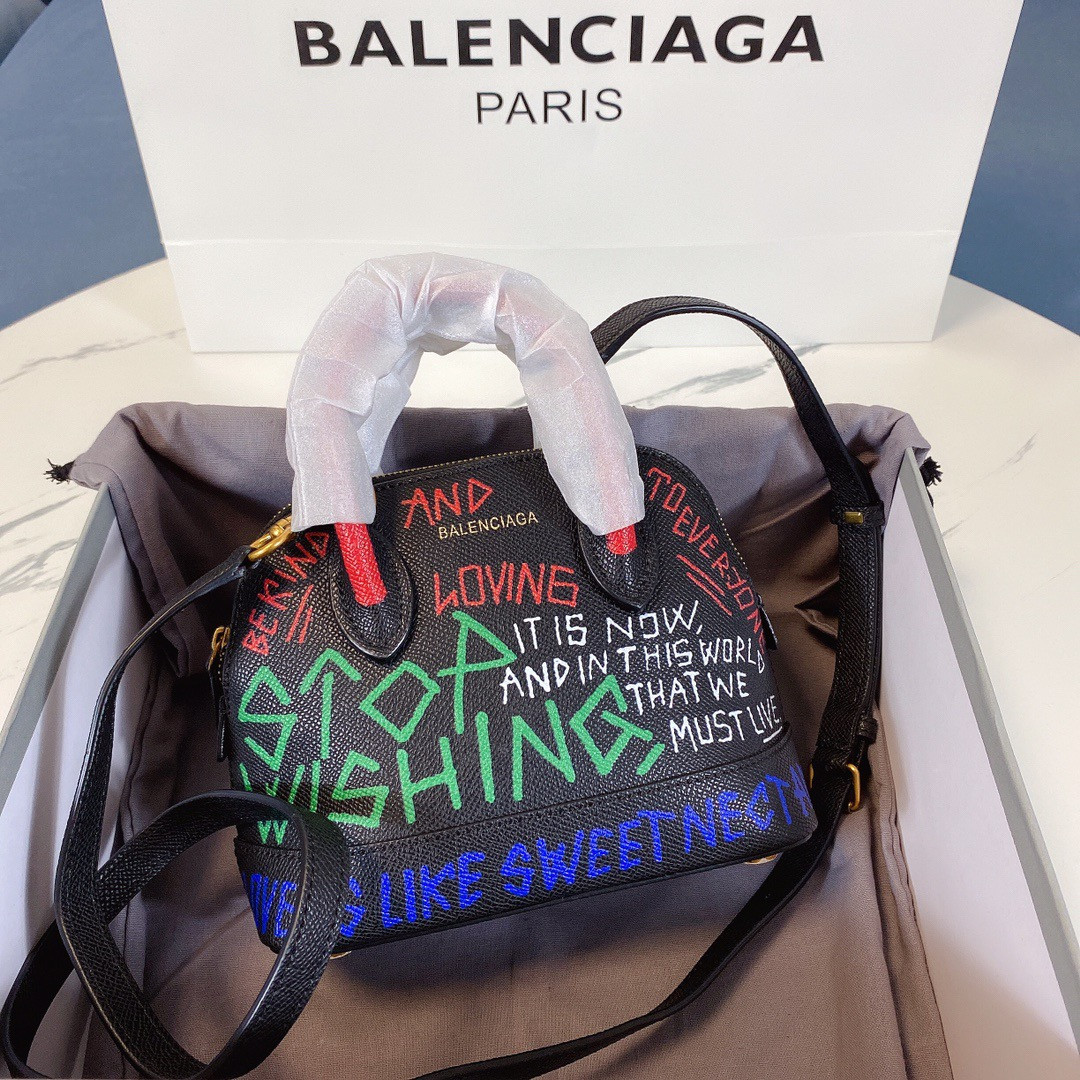 BALENCIAGA
PARIS
BE KIND
AND
BALENCIAGA
LOVING
TO EVERYONE
STOP
WISHING,
IT IS NOW,
AND IN THIS WORLD
THAT WE
MUST LIVE
LIKE SWEET